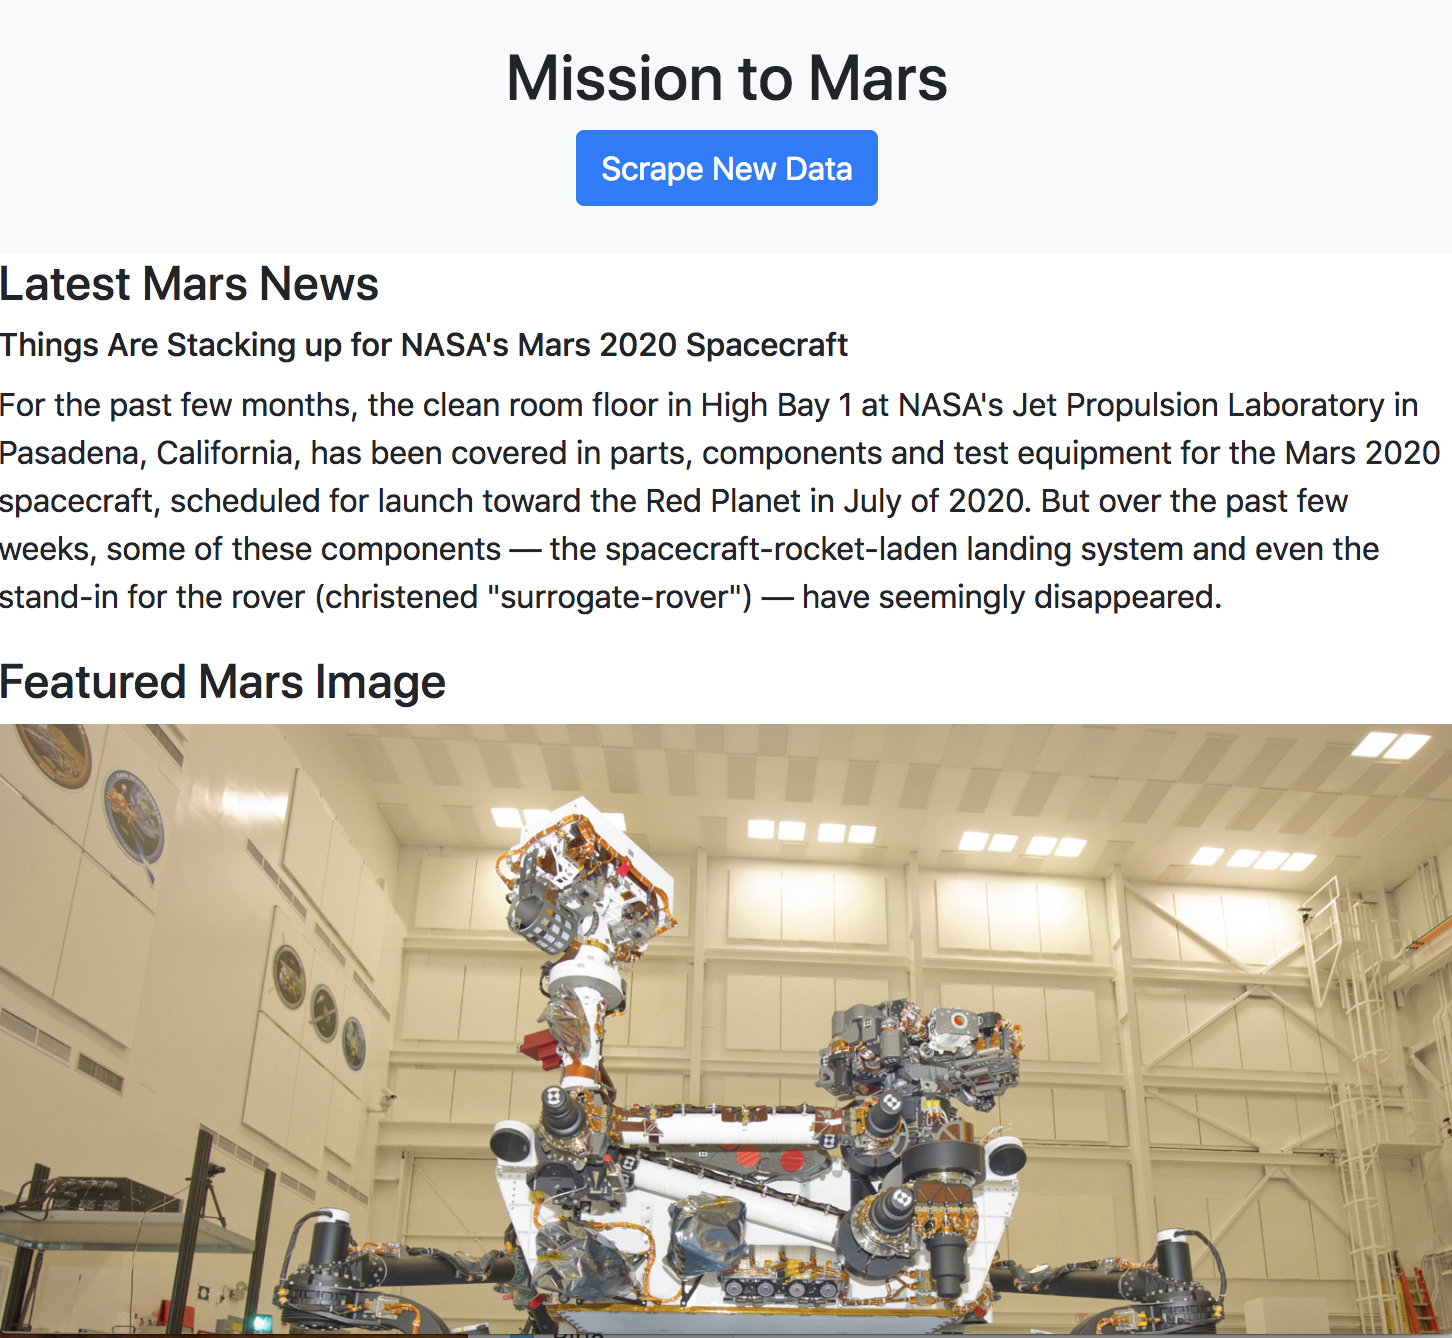 Mission to Mars
Scrape New Data
Latest Mars News
Things Are Stacking up for NASA's Mars 2020 Spacecraft
For the past few months, the clean room floor in High Bay 1 at NASA's Jet Propulsion Laboratory in
Pasadena, California, has been covered in parts, components and test equipment for the Mars 2020
spacecraft, scheduled for launch toward the Red Planet in July of 2020. But over the past few
weeks, some of these components — the spacecraft-rocket-laden landing system and even the
stand-in for the rover (christened "surrogate-rover") — have seemingly disappeared.
Featured Mars Image